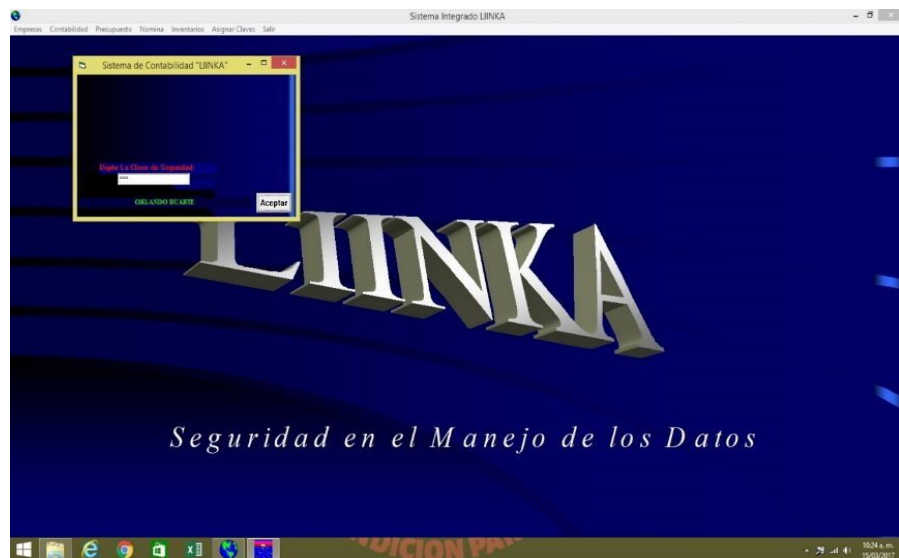 Sistema Integrado LIINKA
Empresas Contabilidad Presupuesto Nomina Inventarios Asignar Claves Salir
Sistema de Contabilidad "LIINKA"
Digite La Clave de Seguridad
****
ORLANDO DUARTE
Aceptar
LIINKA
Seguridad en el Manejo de los Datos
10:24 a. m.
15/03/2017